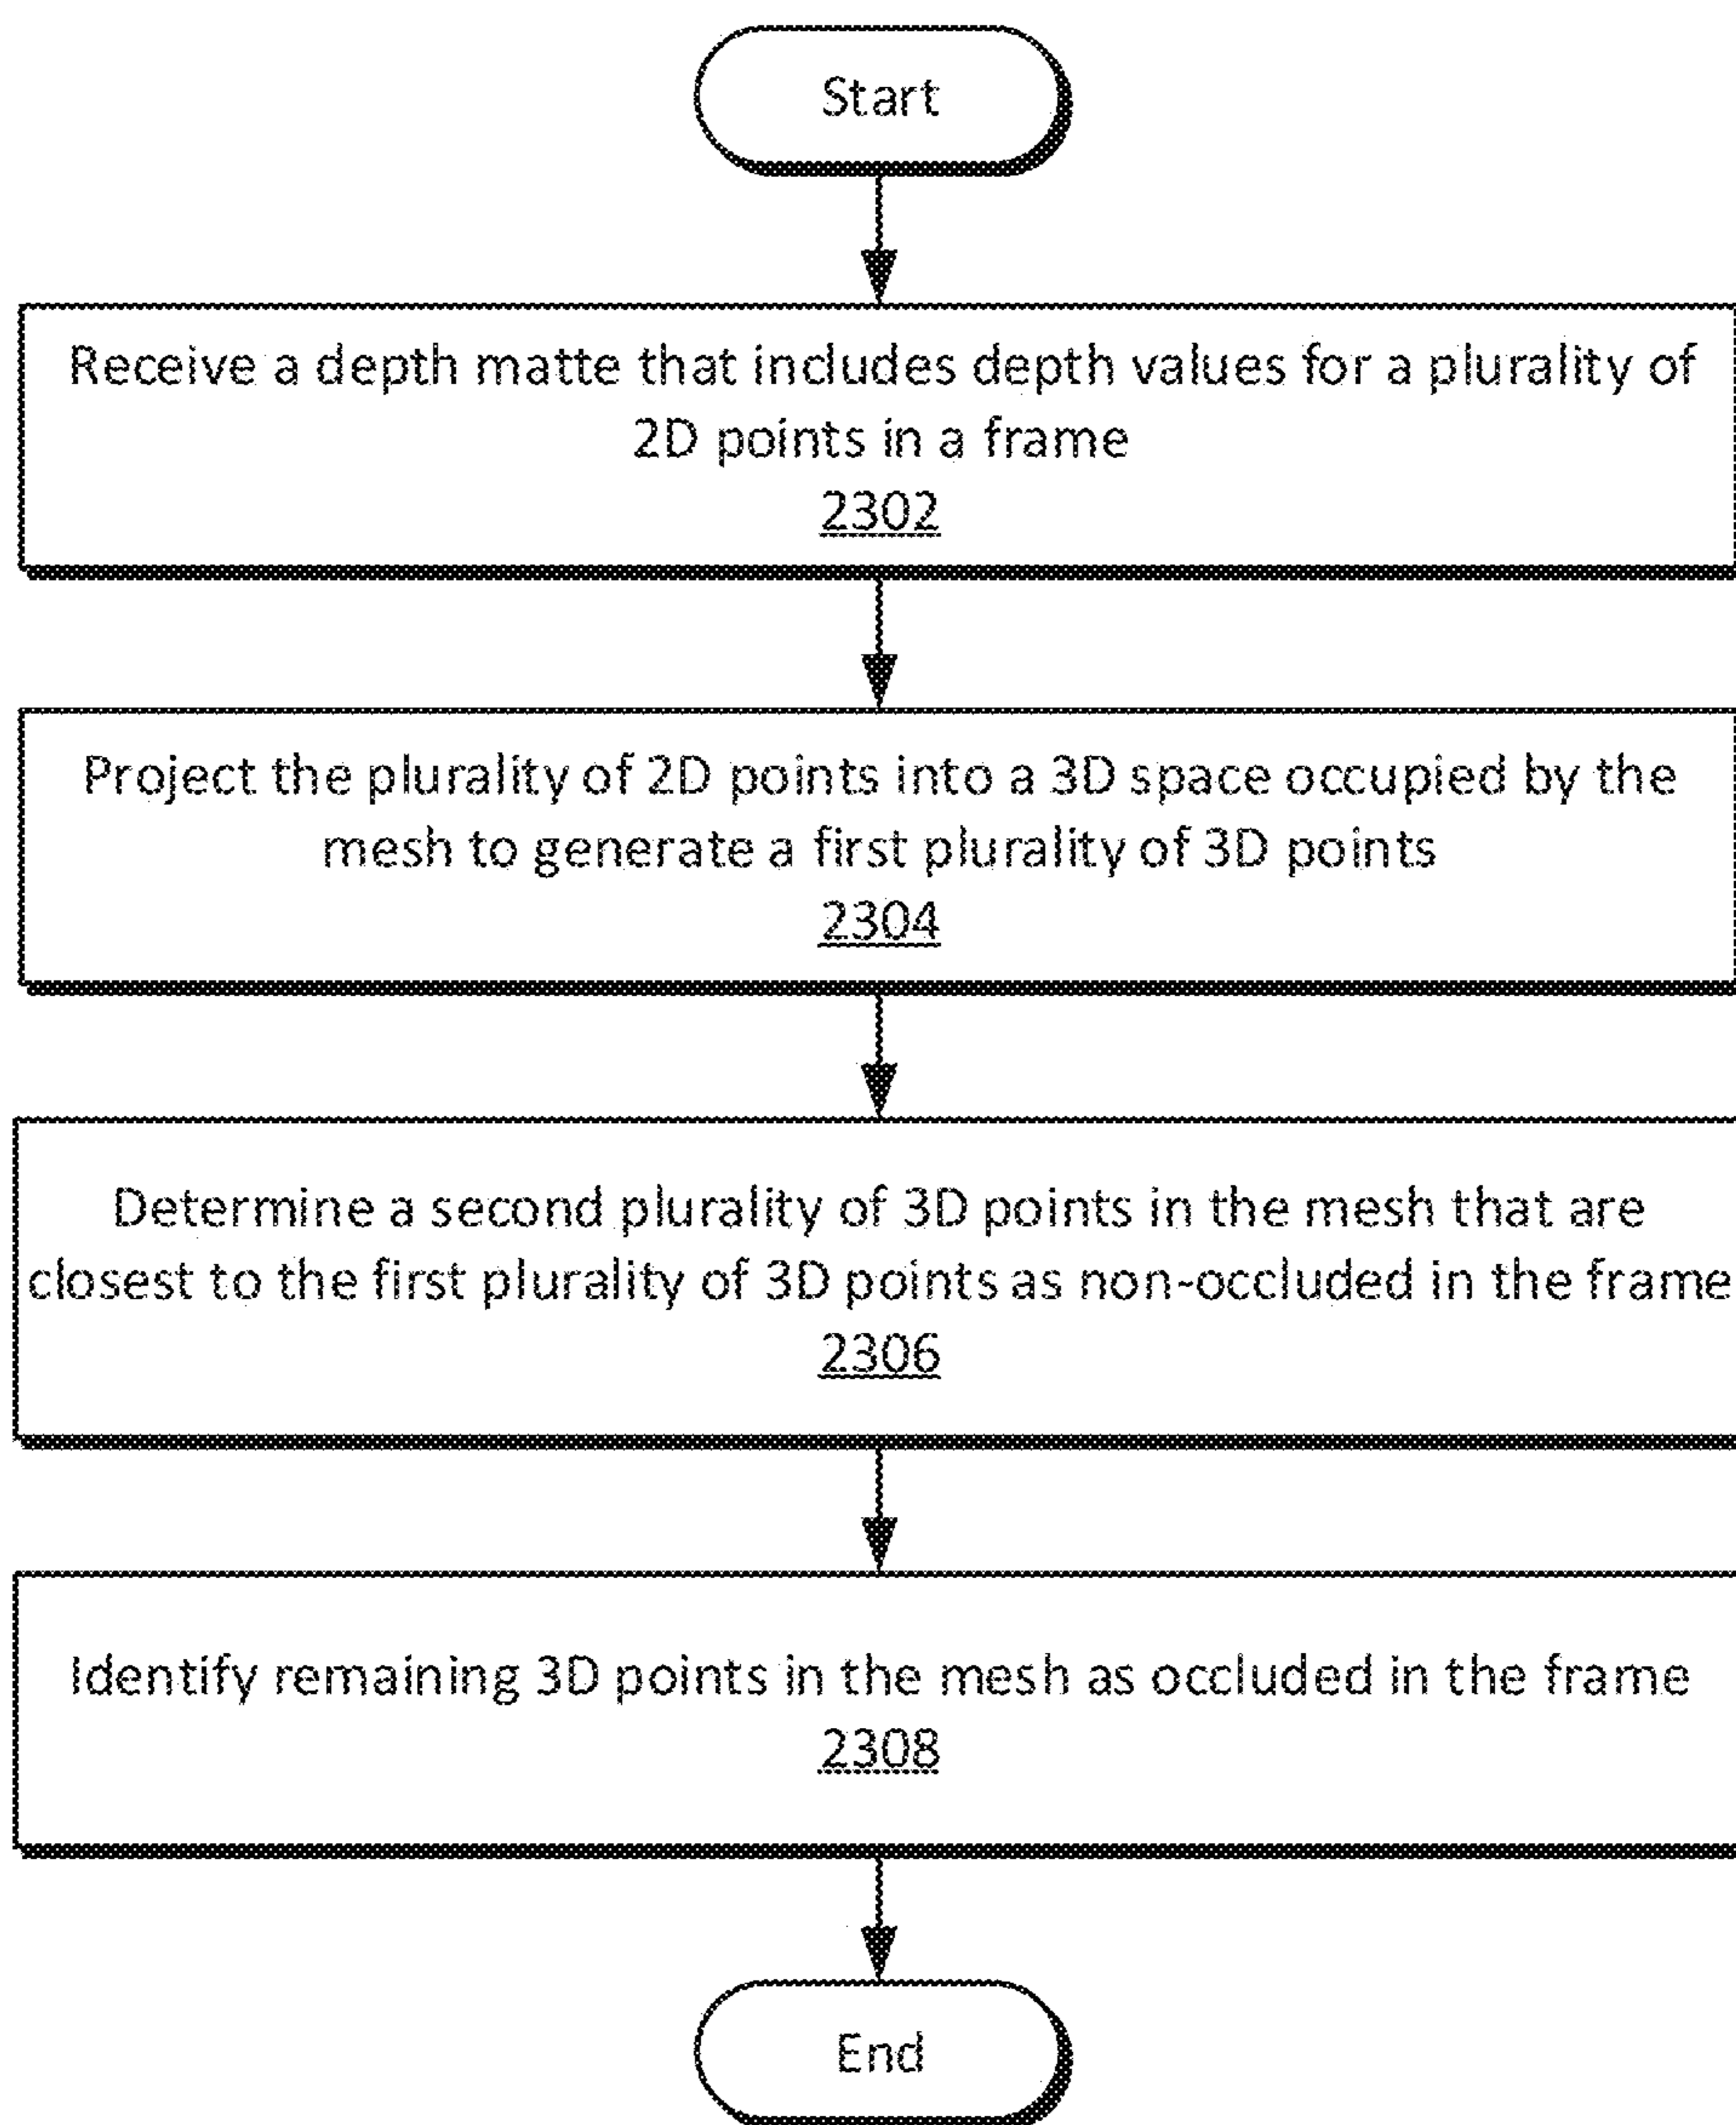 Start
Receive a depth matte that includes depth values for a plurality of
2D points in a frame
2302
Project the plurality of 2D points into a 3D space occupied by the
mesh to generate a first plurality of 3D points
2304
Determine a second plurality of 3D points in the mesh that are
closest to the first plurality of 3D points as non-occluded in the frame
2306
Identify remaining 3D points in the mesh as occluded in the frame
2308
End